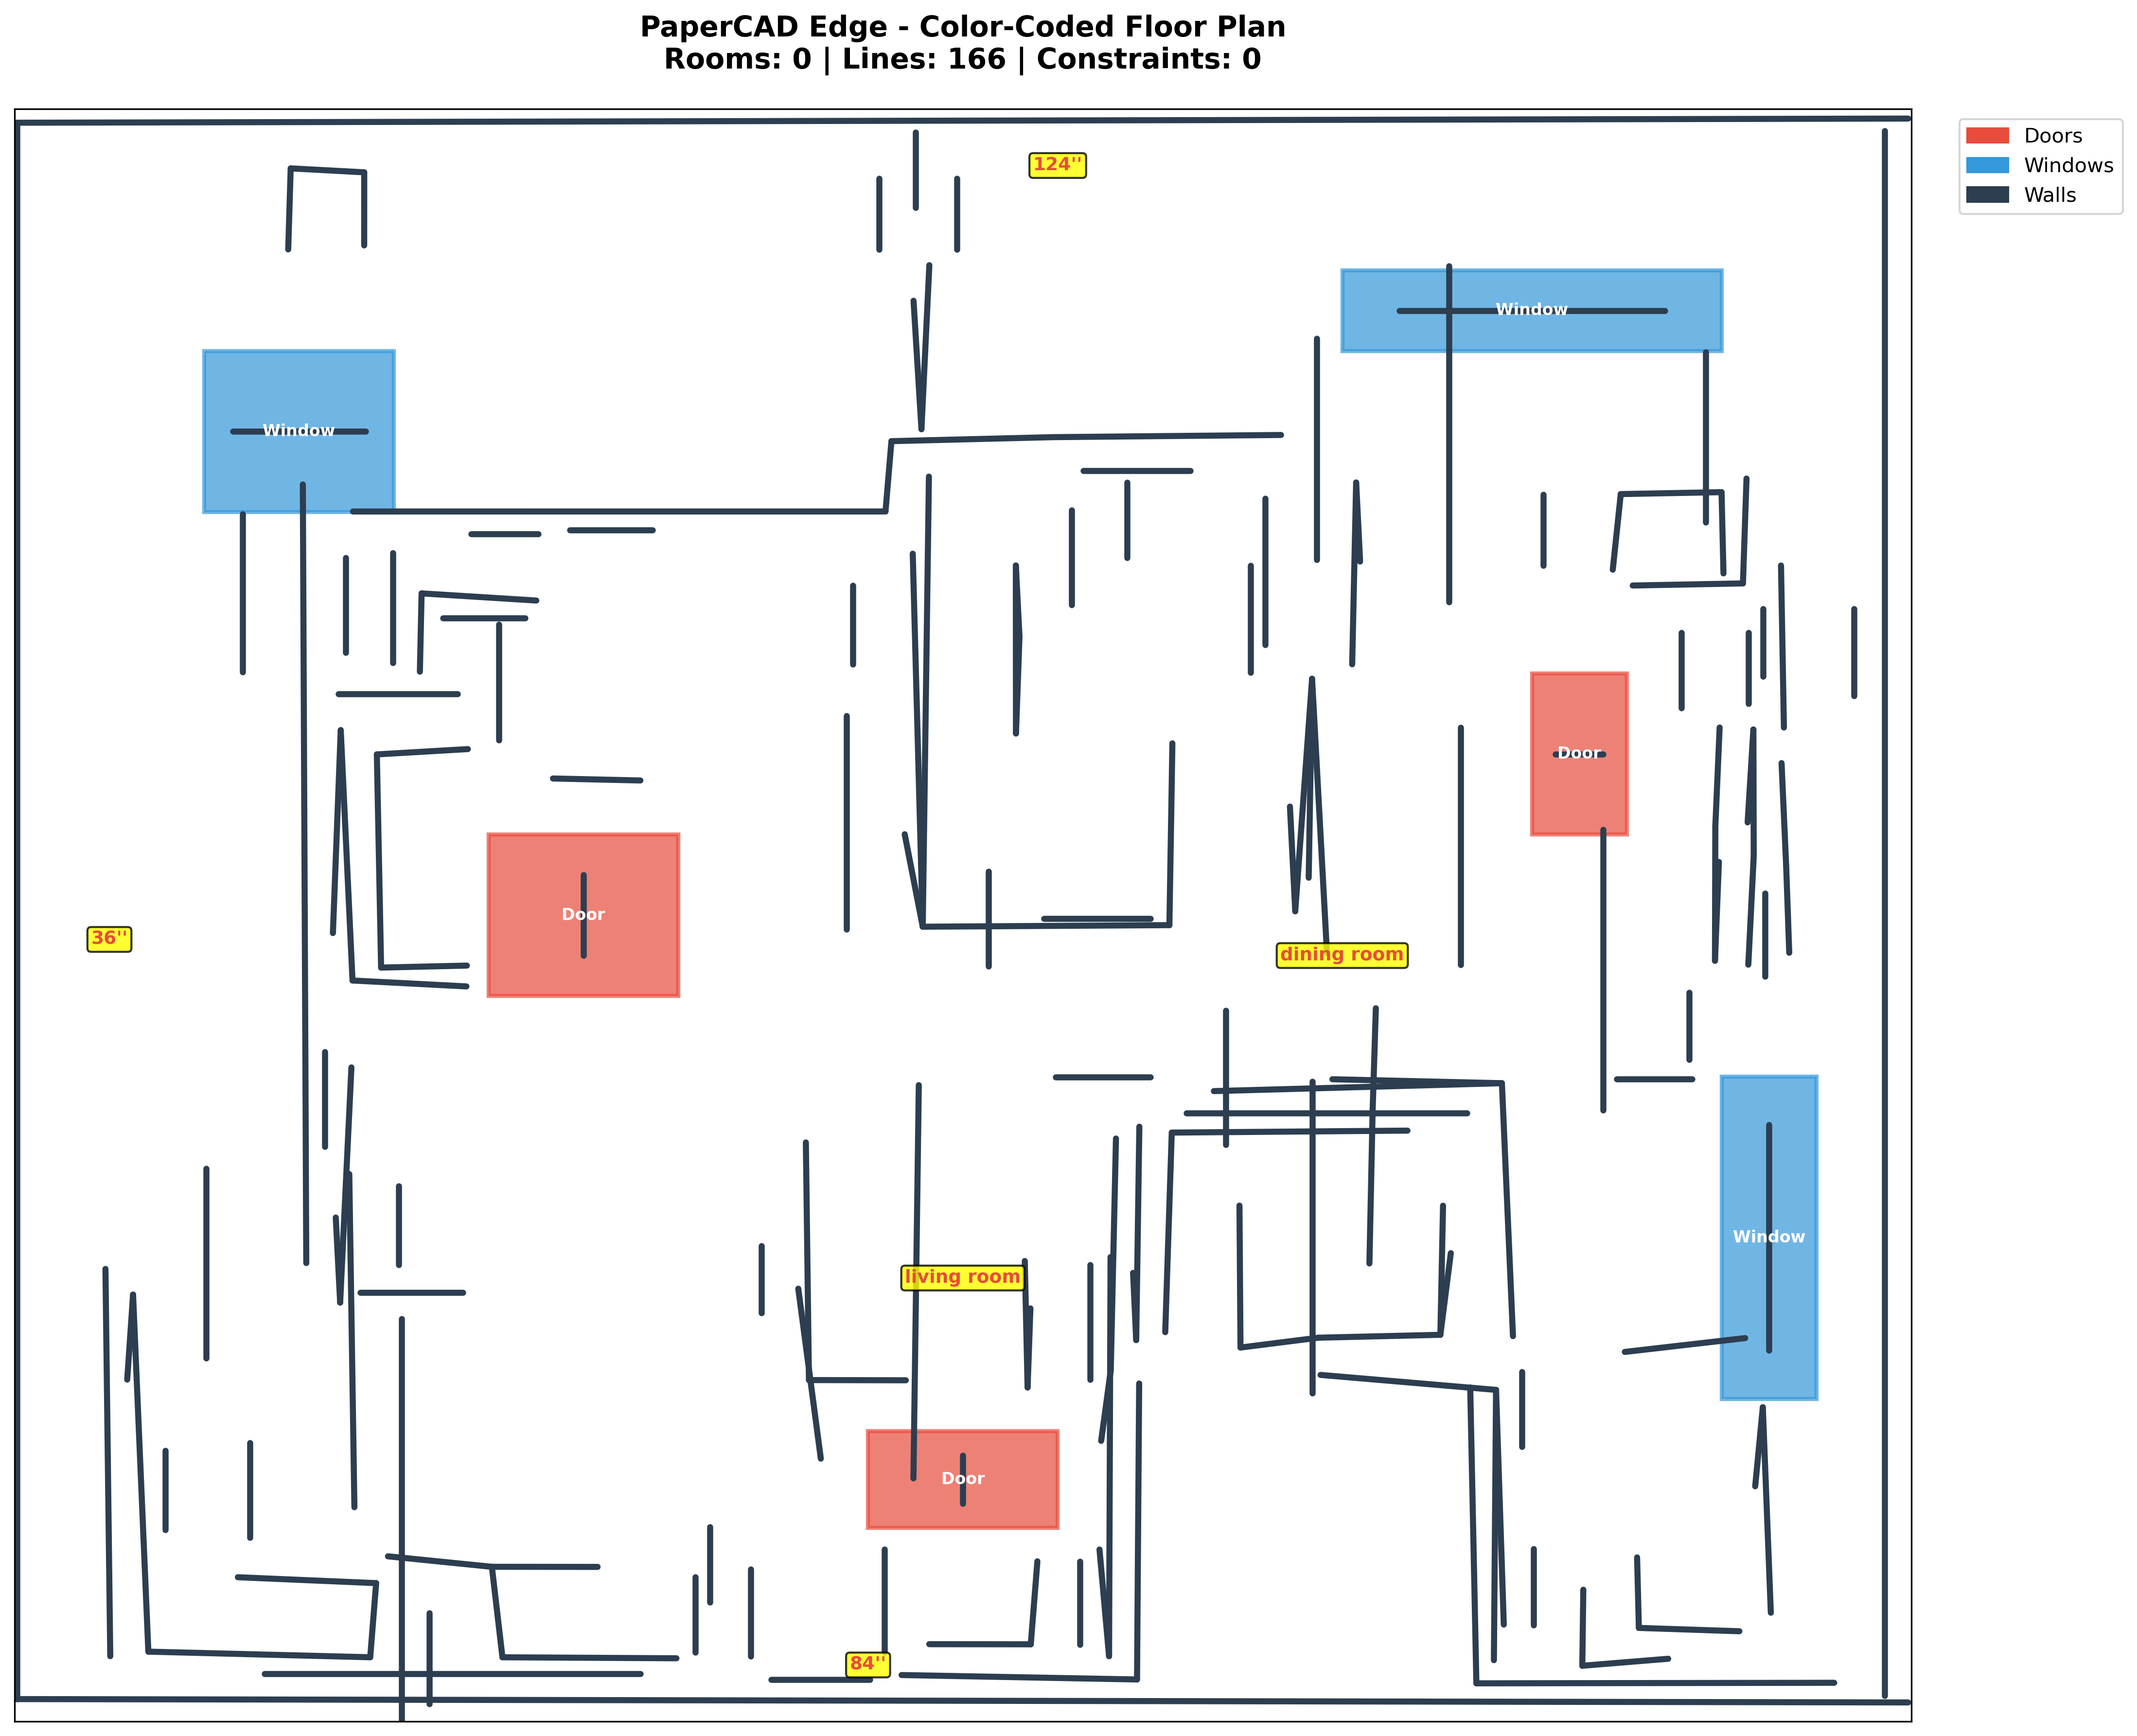 PaperCAD Edge - Color-Coded Floor Plan
Rooms: 0 | Lines: 166 | Constraints: 0
Doors
Windows
Walls
124''
Window
Window
Door
Door
36''
dining room
Window
living room
Door
84''